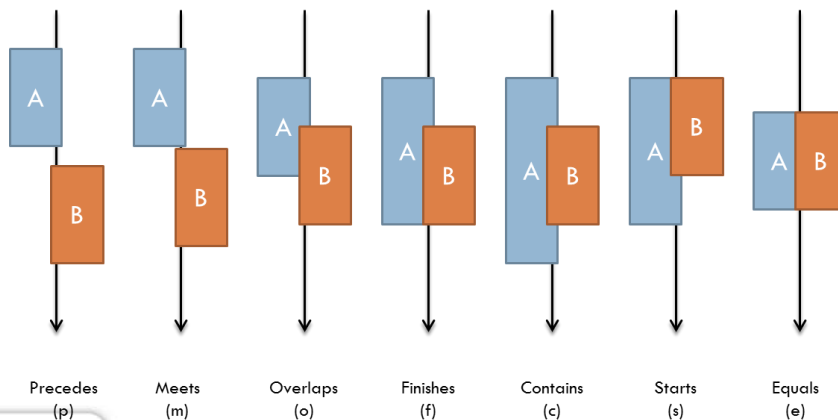 A
A
A
A
A
A
A
B
B
B
B
B
B
B
Precedes
(p)
Meets
(m)
Overlaps
(o)
Finishes
(f)
Contains
(c)
Starts
(s)
Equals
(e)